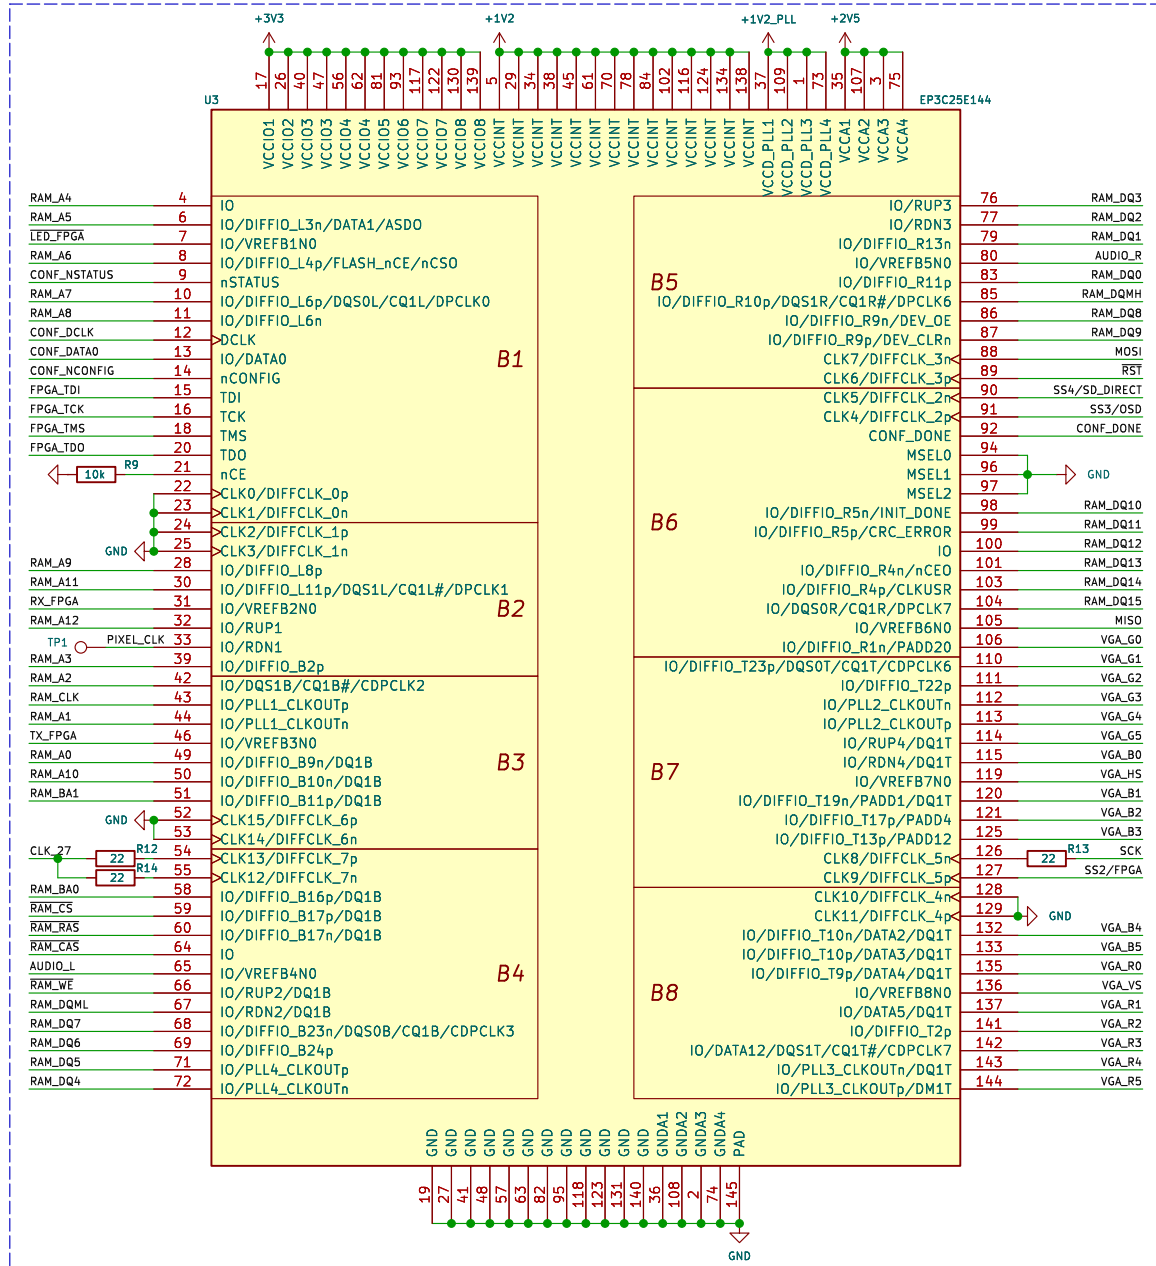 +3V3 +1V2 +1V2_PLL +2V5
17 26 40 47 56 62 81 93 117 122 130 139 5 29 34 38 45 61 70 78 84 102 116 124 134 138 37 109 1 73 35 107 3 75
U3 EP3C25E144
VCCIO1 VCCIO2 VCCIO3 VCCIO3 VCCIO4 VCCIO4 VCCIO5 VCCIO6 VCCIO7 VCCIO7 VCCIO8 VCCIO8 VCCINT VCCINT VCCINT VCCINT VCCINT VCCINT VCCINT VCCINT VCCINT VCCINT VCCINT VCCINT VCCINT VCCINT VCCD_PLL1 VCCD_PLL2 VCCD_PLL3 VCCD_PLL4 VCCA1 VCCA2 VCCA3 VCCA4
RAM_A4 4 IO
RAM_A5 6 IO/DIFFIO_L3n/DATA1/ASDO
LED_FPGA 7 IO/VREFB1N0
RAM_A6 8 IO/DIFFIO_L4p/FLASH_nCE/nCSO
CONF_NSTATUS 9 nSTATUS
RAM_A7 10 IO/DIFFIO_L6p/DQS0L/CQ1L/DPCLK0
RAM_A8 11 IO/DIFFIO_L6n
CONF_DCLK 12 DCLK
CONF_DATA0 13 IO/DATA0
B1
CONF_NCONFIG 14 nCONFIG
FPGA_TDI 15 TDI
FPGA_TCK 16 TCK
FPGA_TMS 18 TMS
FPGA_TDO 20 TDO
R9 10k 21 nCE
22 CLK0/DIFFCLK_0p
23 CLK1/DIFFCLK_0n
24 CLK2/DIFFCLK_1p
GND 25 CLK3/DIFFCLK_1n
RAM_A9 28 IO/DIFFIO_L8p
RAM_A11 30 IO/DIFFIO_L11p/DQS1L/CQ1L#/DPCLK1
RX_FPGA 31 IO/VREFB2N0
B2
RAM_A12 32 IO/RUP1
TP1 PIXEL_CLK 33 IO/RDN1
RAM_A3 39 IO/DIFFIO_B2p
RAM_A2 42 IO/DQS1B/CQ1B#/CDPCLK2
RAM_CLK 43 IO/PLL1_CLKOUTp
RAM_A1 44 IO/PLL1_CLKOUTn
TX_FPGA 46 IO/VREFB3N0
RAM_A0 49 IO/DIFFIO_B9n/DQ1B
B3
RAM_A10 50 IO/DIFFIO_B10n/DQ1B
RAM_BA1 51 IO/DIFFIO_B11p/DQ1B
GND 52 CLK15/DIFFCLK_6p
53 CLK14/DIFFCLK_6n
CLK_27 22 R12 54 CLK13/DIFFCLK_7p
22 R14 55 CLK12/DIFFCLK_7n
RAM_BA0 58 IO/DIFFIO_B16p/DQ1B
RAM_CS 59 IO/DIFFIO_B17p/DQ1B
RAM_RAS 60 IO/DIFFIO_B17n/DQ1B
RAM_CAS 64 IO
AUDIO_L 65 IO/VREFB4N0
B4
RAM_WE 66 IO/RUP2/DQ1B
RAM_DQML 67 IO/RDN2/DQ1B
RAM_DQ7 68 IO/DIFFIO_B23n/DQS0B/CQ1B/CDPCLK3
RAM_DQ6 69 IO/DIFFIO_B24p
RAM_DQ5 71 IO/PLL4_CLKOUTp
RAM_DQ4 72 IO/PLL4_CLKOUTn
IO/RUP3 76 RAM_DQ3
IO/RDN3 77 RAM_DQ2
IO/DIFFIO_R13n 79 RAM_DQ1
IO/VREFB5N0 80 AUDIO_R
B5
IO/DIFFIO_R11p 83 RAM_DQ0
IO/DIFFIO_R10p/DQS1R/CQ1R#/DPCLK6 85 RAM_DQMH
IO/DIFFIO_R9n/DEV_OE 86 RAM_DQ8
IO/DIFFIO_R9p/DEV_CLRn 87 RAM_DQ9
CLK7/DIFFCLK_3n 88 MOSI
CLK6/DIFFCLK_3p 89 RST
CLK5/DIFFCLK_2n 90 SS4/SD_DIRECT
CLK4/DIFFCLK_2p 91 SS3/OSD
CONF_DONE 92 CONF_DONE
MSEL0 94
MSEL1 96 GND
MSEL2 97
IO/DIFFIO_R5n/INIT_DONE 98 RAM_DQ10
B6
IO/DIFFIO_R5p/CRC_ERROR 99 RAM_DQ11
IO 100 RAM_DQ12
IO/DIFFIO_R4n/nCEO 101 RAM_DQ13
IO/DIFFIO_R4p/CLKUSR 103 RAM_DQ14
IO/DQS0R/CQ1R/DPCLK7 104 RAM_DQ15
IO/VREFB6N0 105 MISO
IO/DIFFIO_R1n/PADD20 106 VGA_G0
IO/DIFFIO_T23p/DQS0T/CQ1T/CDPCLK6 110 VGA_G1
IO/DIFFIO_T22p 111 VGA_G2
IO/PLL2_CLKOUTn 112 VGA_G3
IO/PLL2_CLKOUTp 113 VGA_G4
IO/RUP4/DQ1T 114 VGA_G5
IO/RDN4/DQ1T 115 VGA_B0
B7
IO/VREFB7N0 119 VGA_HS
IO/DIFFIO_T19n/PADD1/DQ1T 120 VGA_B1
IO/DIFFIO_T17p/PADD4 121 VGA_B2
IO/DIFFIO_T13p/PADD12 125 VGA_B3
CLK8/DIFFCLK_5n 126 22 R13 SCK
CLK9/DIFFCLK_5p 127 SS2/FPGA
CLK10/DIFFCLK_4n 128
CLK11/DIFFCLK_4p 129 GND
IO/DIFFIO_T10n/DATA2/DQ1T 132 VGA_B4
IO/DIFFIO_T10p/DATA3/DQ1T 133 VGA_B5
IO/DIFFIO_T9p/DATA4/DQ1T 135 VGA_R0
B8
IO/VREFB8N0 136 VGA_VS
IO/DATA5/DQ1T 137 VGA_R1
IO/DIFFIO_T2p 141 VGA_R2
IO/DATA12/DQS1T/CQ1T#/CDPCLK7 142 VGA_R3
IO/PLL3_CLKOUTn/DQ1T 143 VGA_R4
IO/PLL3_CLKOUTp/DM1T 144 VGA_R5
GND GND GND GND GND GND GND GND GND GND GND GND GNDA1 GNDA2 GNDA3 GNDA4 PAD
19 27 41 48 57 63 82 95 118 123 131 140 36 108 2 74 145
GND